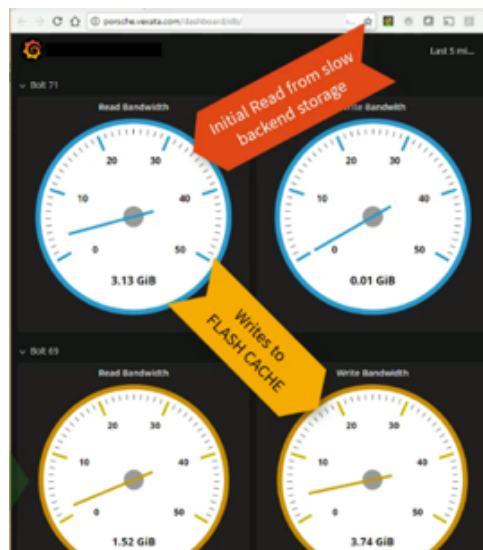 porsche.vexata.com/dashboard/db/
Last 5 mi...
Bolt 71
Read Bandwidth
Initial Read from slow
backend storage
0
10
20
30
40
50
3.13 GiB
0
10
20
30
40
50
0.01 GiB
Writes to
FLASH CACHE
Bolt 69
Read Bandwidth
0
10
20
30
40
50
1.52 GiB
Write Bandwidth
0
10
20
30
40
50
3.74 GiB